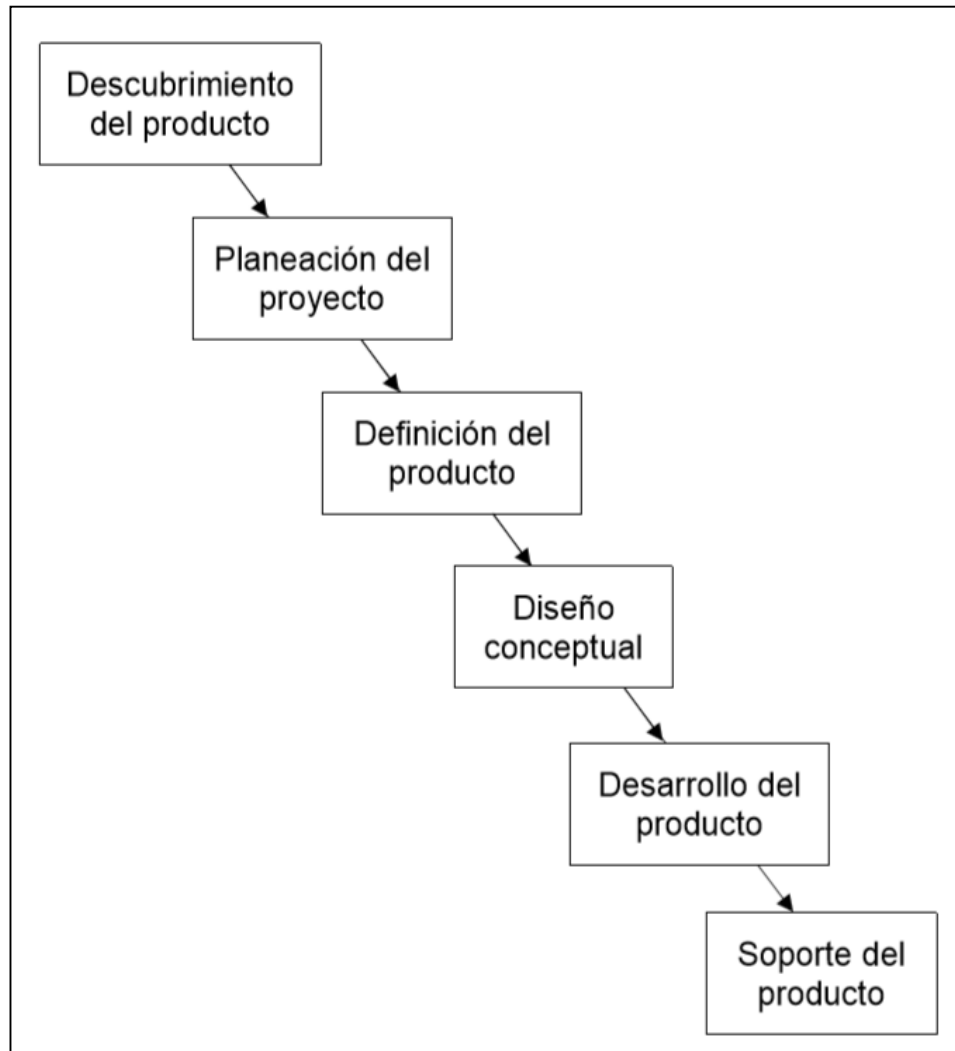 Descubrimiento
del producto
Planeación del
proyecto
Definición del
producto
Diseño
conceptual
Desarrollo del
producto
Soporte del
producto